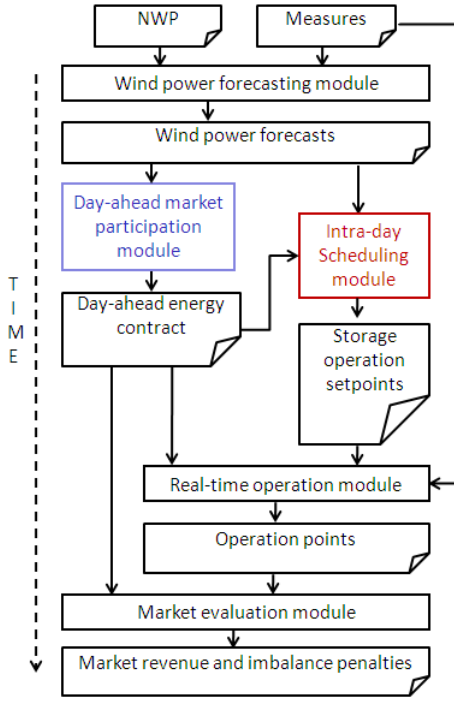 NWP
Measures
Wind power forecasting module
Wind power forecasts
Day-ahead market
participation
module
Intra-day
Scheduling
module
T
I
M
E
Day-ahead energy
contract
Storage
operation
setpoints
Real-time operation module
Operation points
Market evaluation module
Market revenue and imbalance penalties